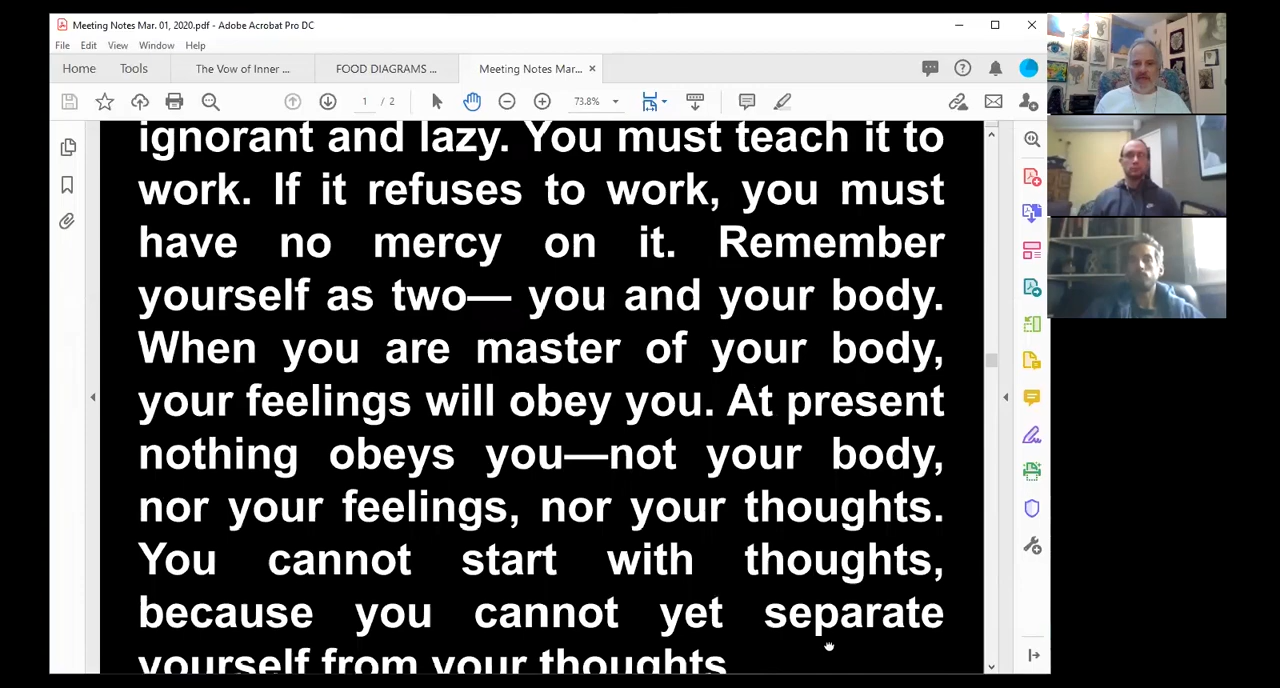 Meeting Notes Mar. 01, 2020.pdf - Adobe Acrobat Pro DC
File Edit View Window Help
Home Tools The Vow of Inner ... FOOD DIAGRAMS ... Meeting Notes Mar...
1 / 2 73.8%
ignorant and lazy. You must teach it to
work. If it refuses to work, you must
have no mercy on it. Remember
yourself as two— you and your body.
When you are master of your body,
your feelings will obey you. At present
nothing obeys you—not your body,
nor your feelings, nor your thoughts.
You cannot start with thoughts,
because you cannot yet separate
yourself from your thoughts